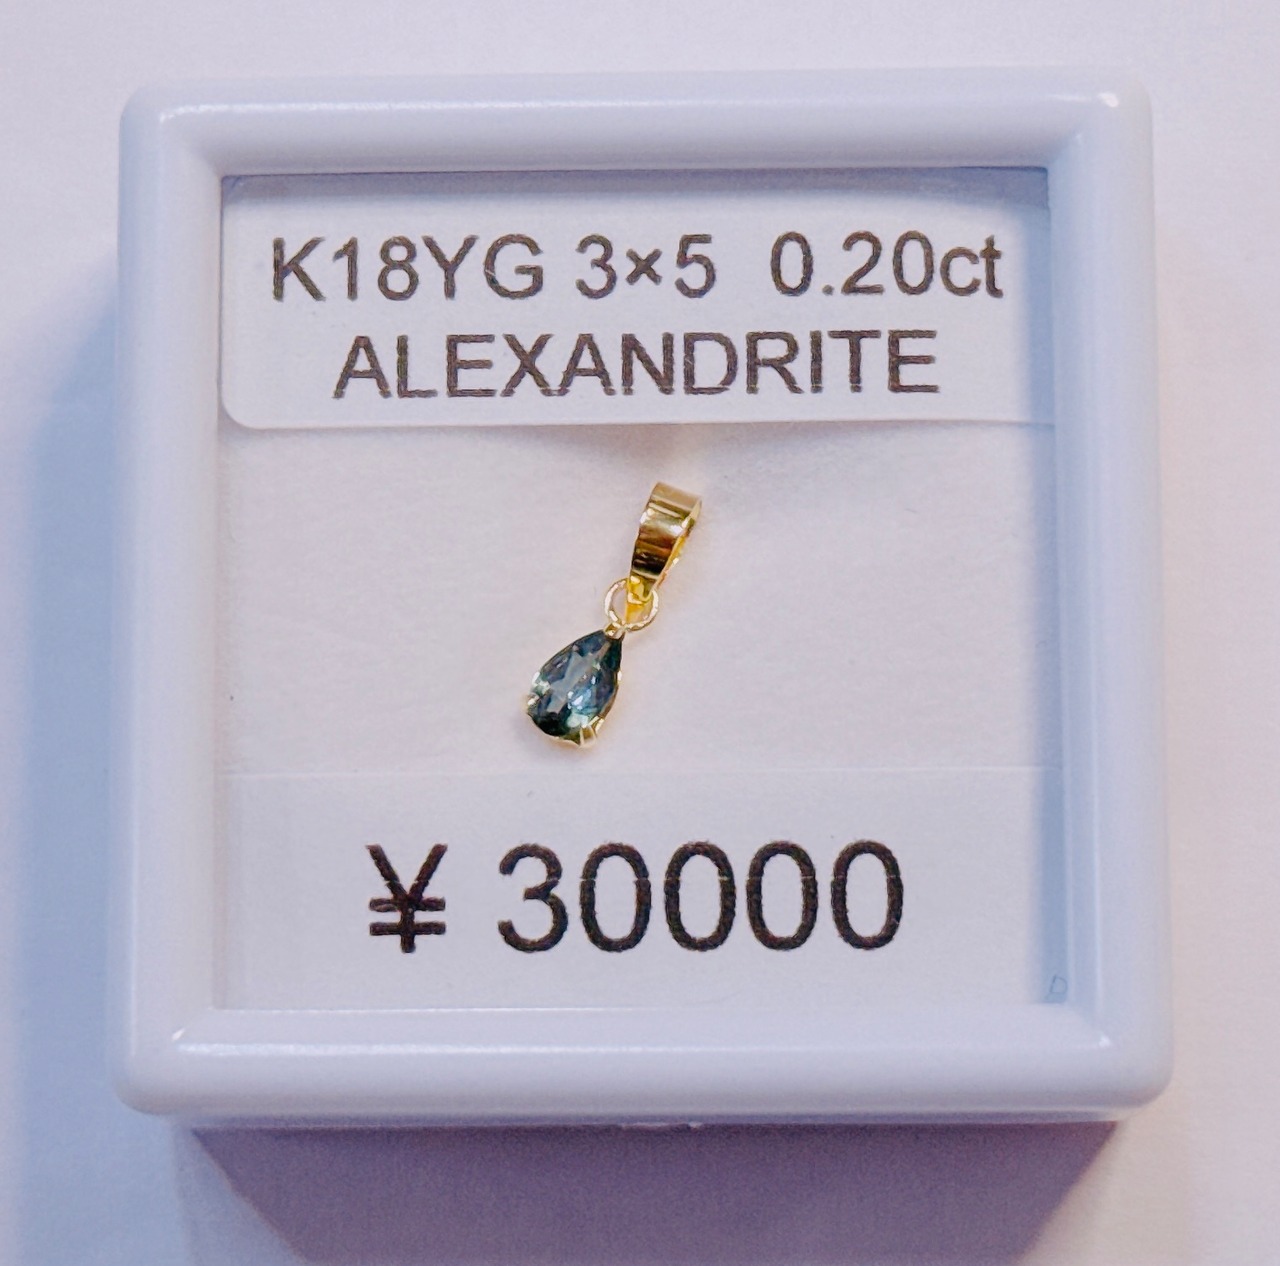 K18YG 3×5 0.20ct
ALEXANDRITE
¥ 30000